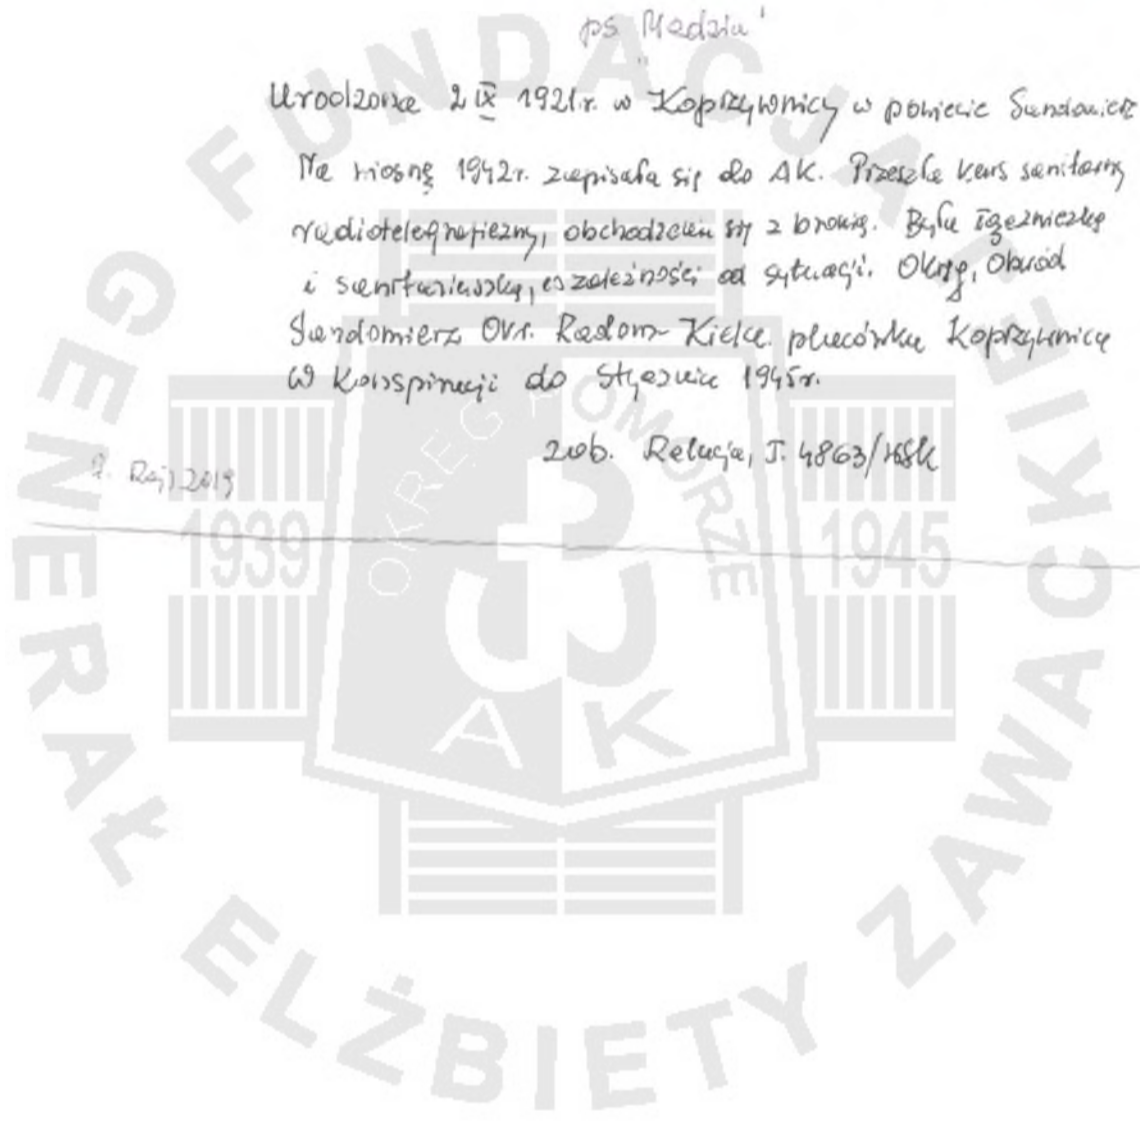 ps. „Madzia"
Urodzona 2 IX 1921 r. w Koprzywnicy w powiecie Sandomierz
Na wiosnę 1942 r. zapisała się do AK. Przeszła kurs sanitarny
radiotelegraficzny, obchodzenia się z bronią. Była łączniczką
i sanitariuszką, w zależności od sytuacji. Okręg, Obwód
Sandomierz Okr. Radom-Kielce. placówka Koprzywnica
W konspiracji do stycznia 1945 r.
zob. Relacja, T. 4863/WSK
2019
FUNDACJA GENERAŁ ELŻBIETY ZAWACKIEJ
OKRĘG POMORZE
1939
1945
AK